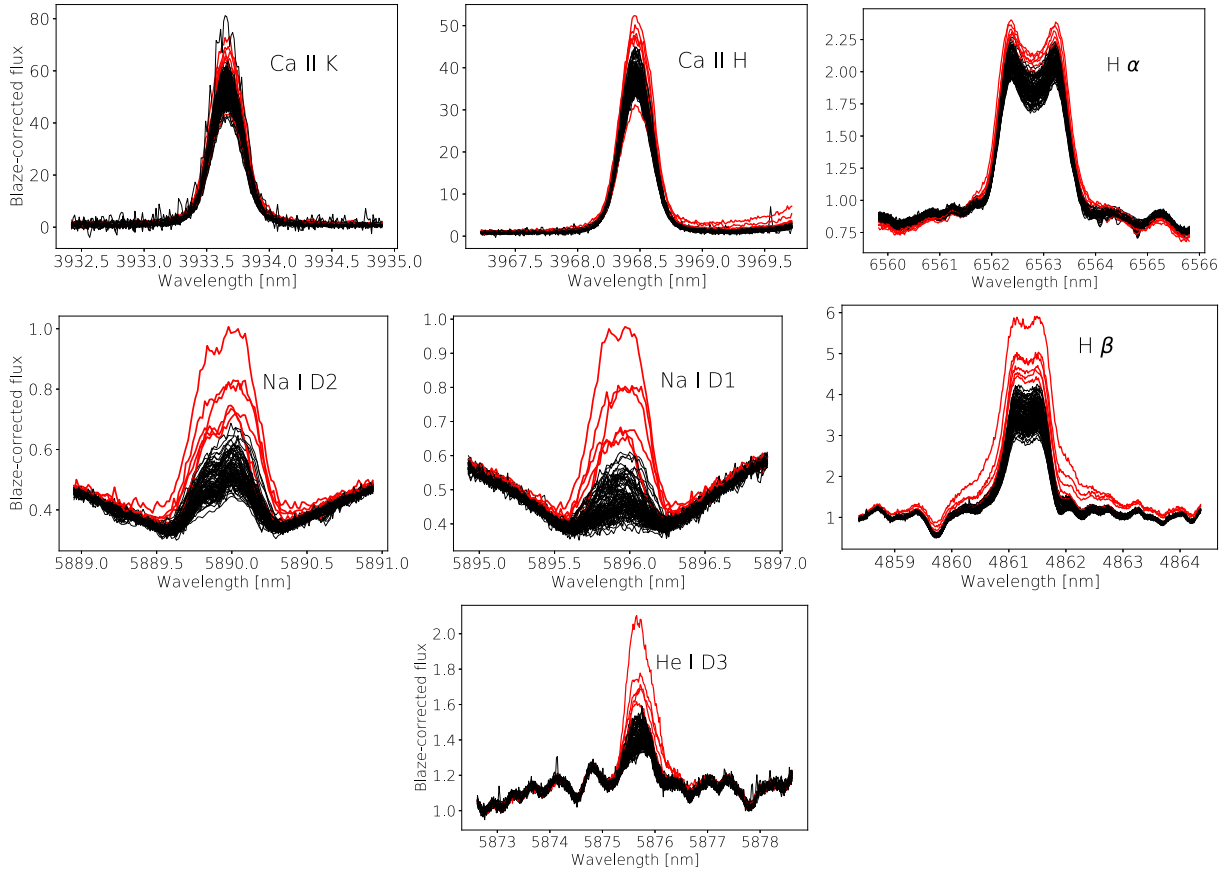 Blaze-corrected flux
80
60
40
20
0
Ca II K
3932.5 3933.0 3933.5 3934.0 3934.5 3935.0
Wavelength [nm]
50
40
30
20
10
0
Ca II H
3967.5 3968.0 3968.5 3969.0 3969.5
Wavelength [nm]
2.25
2.00
1.75
1.50
1.25
1.00
0.75
H α
6560 6561 6562 6563 6564 6565 6566
Wavelength [nm]
Blaze-corrected flux
1.0
0.8
0.6
0.4
Na I D2
5889.0 5889.5 5890.0 5890.5 5891.0
Wavelength [nm]
1.0
0.9
0.8
0.7
0.6
0.5
0.4
Na I D1
5895.0 5895.5 5896.0 5896.5 5897.0
Wavelength [nm]
6
5
4
3
2
1
H β
4859 4860 4861 4862 4863 4864
Wavelength [nm]
Blaze-corrected flux
2.0
1.8
1.6
1.4
1.2
1.0
He I D3
5873 5874 5875 5876 5877 5878
Wavelength [nm]